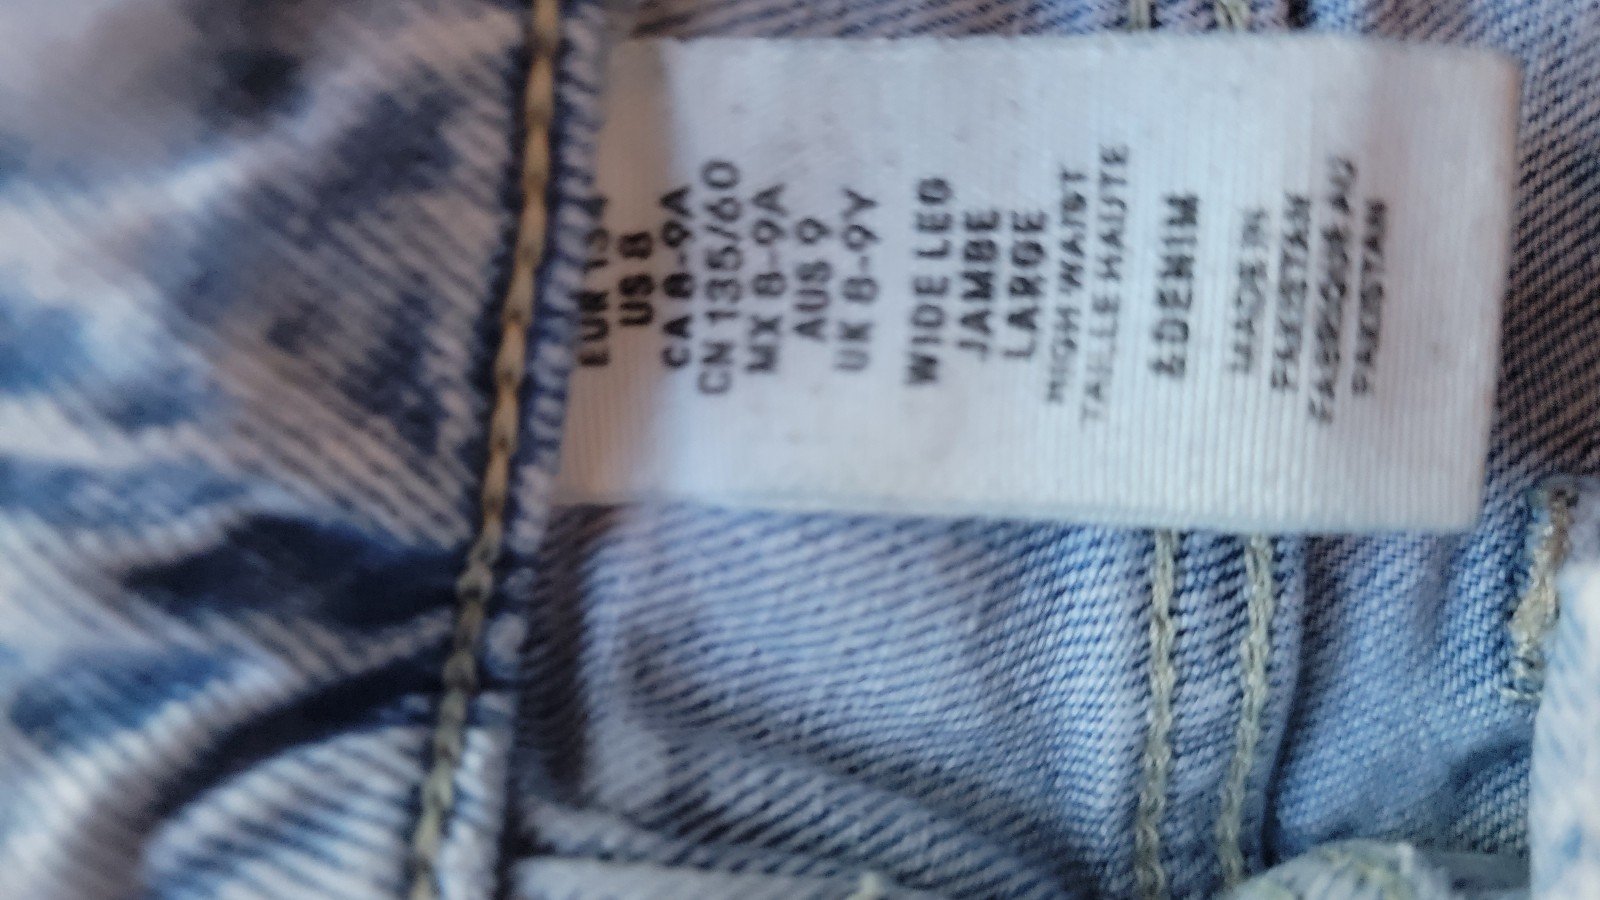 EUR 134
US 8
CA 8-9A
CN 135/60
MX 8-9A
AUS 9
UK 8-9Y
WIDE LEG
JAMBE
LARGE
HIGH WAIST
TAILLE HAUTE
&DENIM
MADE IN
PAKISTAN
FABRIQUÉ AU
PAKISTAN